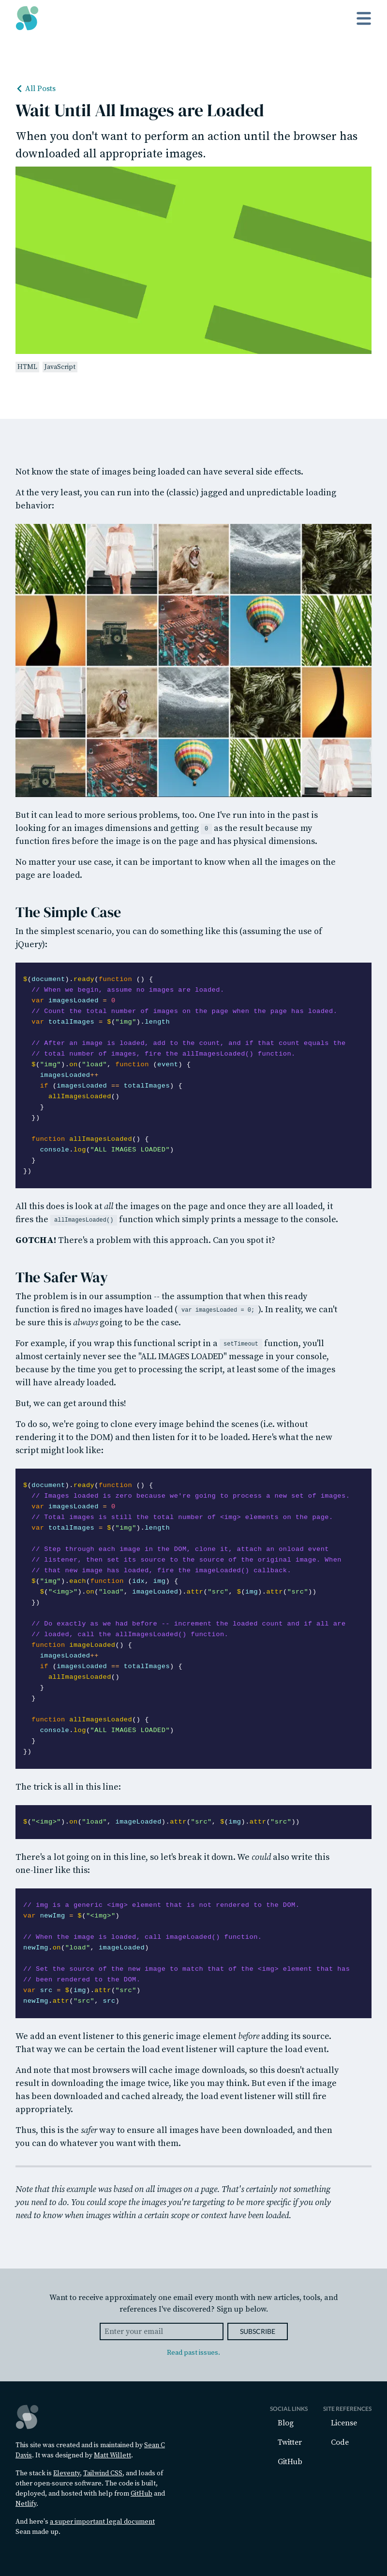 All Posts
Wait Until All Images are Loaded
When you don't want to perform an action until the browser has
downloaded all appropriate images.
HTML JavaScript
Not know the state of images being loaded can have several side effects.
At the very least, you can run into the (classic) jagged and unpredictable loading
behavior:
But it can lead to more serious problems, too. One I've run into in the past is
looking for an images dimensions and getting 0 as the result because my
function fires before the image is on the page and has physical dimensions.
No matter your use case, it can be important to know when all the images on the
page are loaded.
The Simple Case
In the simplest scenario, you can do something like this (assuming the use of
jQuery):
$(document).ready(function () {
  // When we begin, assume no images are loaded.
  var imagesLoaded = 0
  // Count the total number of images on the page when the page has loaded.
  var totalImages = $("img").length

  // After an image is loaded, add to the count, and if that count equals the
  // total number of images, fire the allImagesLoaded() function.
  $("img").on("load", function (event) {
    imagesLoaded++
    if (imagesLoaded == totalImages) {
      allImagesLoaded()
    }
  })

  function allImagesLoaded() {
    console.log("ALL IMAGES LOADED")
  }
})
All this does is look at all the images on the page and once they are all loaded, it
fires the allImagesLoaded() function which simply prints a message to the console.
GOTCHA! There's a problem with this approach. Can you spot it?
The Safer Way
The problem is in our assumption -- the assumption that when this ready
function is fired no images have loaded ( var imagesLoaded = 0; ). In reality, we can't
be sure this is always going to be the case.
For example, if you wrap this functional script in a setTimeout function, you'll
almost certainly never see the "ALL IMAGES LOADED" message in your console,
because by the time you get to processing the script, at least some of the images
will have already loaded.
But, we can get around this!
To do so, we're going to clone every image behind the scenes (i.e. without
rendering it to the DOM) and then listen for it to be loaded. Here's what the new
script might look like:
$(document).ready(function () {
  // Images loaded is zero because we're going to process a new set of images.
  var imagesLoaded = 0
  // Total images is still the total number of <img> elements on the page.
  var totalImages = $("img").length

  // Step through each image in the DOM, clone it, attach an onload event
  // listener, then set its source to the source of the original image. When
  // that new image has loaded, fire the imageLoaded() callback.
  $("img").each(function (idx, img) {
    $("<img>").on("load", imageLoaded).attr("src", $(img).attr("src"))
  })

  // Do exactly as we had before -- increment the loaded count and if all are
  // loaded, call the allImagesLoaded() function.
  function imageLoaded() {
    imagesLoaded++
    if (imagesLoaded == totalImages) {
      allImagesLoaded()
    }
  }

  function allImagesLoaded() {
    console.log("ALL IMAGES LOADED")
  }
})
The trick is all in this line:
$("<img>").on("load", imageLoaded).attr("src", $(img).attr("src"))
There's a lot going on in this line, so let's break it down. We could also write this
one-liner like this:
// img is a generic <img> element that is not rendered to the DOM.
var newImg = $("<img>")

// When the image is loaded, call imageLoaded() function.
newImg.on("load", imageLoaded)

// Set the source of the new image to match that of the <img> element that has
// been rendered to the DOM.
var src = $(img).attr("src")
newImg.attr("src", src)
We add an event listener to this generic image element before adding its source.
That way we can be certain the load event listener will capture the load event.
And note that most browsers will cache image downloads, so this doesn't actually
result in downloading the image twice, like you may think. But even if the image
has been downloaded and cached already, the load event listener will still fire
appropriately.
Thus, this is the safer way to ensure all images have been downloaded, and then
you can do whatever you want with them.
Note that this example was based on all images on a page. That's certainly not something
you need to do. You could scope the images you're targeting to be more specific if you only
need to know when images within a certain scope or context have been loaded.
Want to receive approximately one email every month with new articles, tools, and
references I've discovered? Sign up below.
Enter your email SUBSCRIBE
Read past issues.
This site was created and is maintained by Sean C
Davis. It was designed by Matt Willett.
The stack is Eleventy, Tailwind CSS, and loads of
other open-source software. The code is built,
deployed, and hosted with help from GitHub and
Netlify.
And here's a super important legal document
Sean made up.
SOCIAL LINKS
Blog
Twitter
GitHub
SITE REFERENCES
License
Code